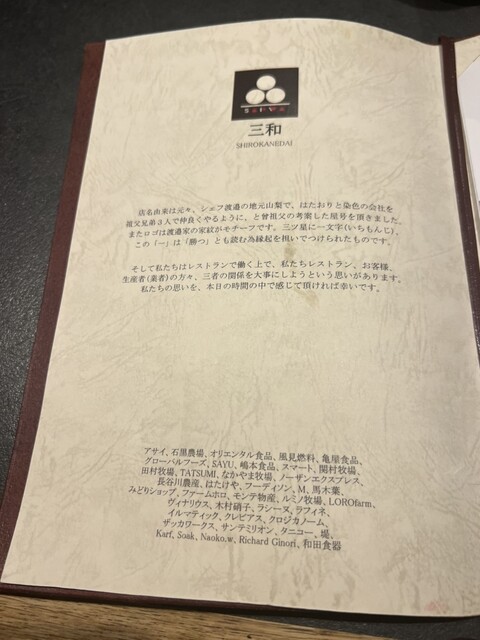 SANWA
三和
SHIROKANEDAI
店名由来は元々、シェフ渡邉の地元山梨で、はたおりと染色の会社を
祖父兄弟3人で仲良くやるように、と曾祖父の考案した屋号を頂きました。
またロゴは渡邉家の家紋がモチーフです。三ツ星に一文字(いちもんじ)、
この「一」は「勝つ」とも読む為縁起を担いでつけられたものです。
そして私たちはレストランで働く上で、私たちレストラン、お客様、
生産者(業者)の方々、三者の関係を大事にしようという思いがあります。
私たちの思いを、本日の時間の中で感じて頂ければ幸いです。
アサイ、石黒農場、オリエンタル食品、風見燃料、亀屋食品、
グローバルフーズ、SAYU、嶋本食品、スマート、関村牧場、
田村牧場、TATSUMI、なかやま牧場、ノーザンエクスプレス、
長谷川農産、はたけや、フーディソン、M、馬木葉、
みどりショップ、ファームホロ、モンテ物産、ルミノ牧場、LOROfarm、
ヴィナリウス、木村硝子、ラシーヌ、ラフィネ、
イルマティック、クレビアス、クロジカノーム、
ザッカワークス、サンテミリオン、タニコー、堤、
Karf, Soak, Naoko.w, Richard Ginori、和田食器